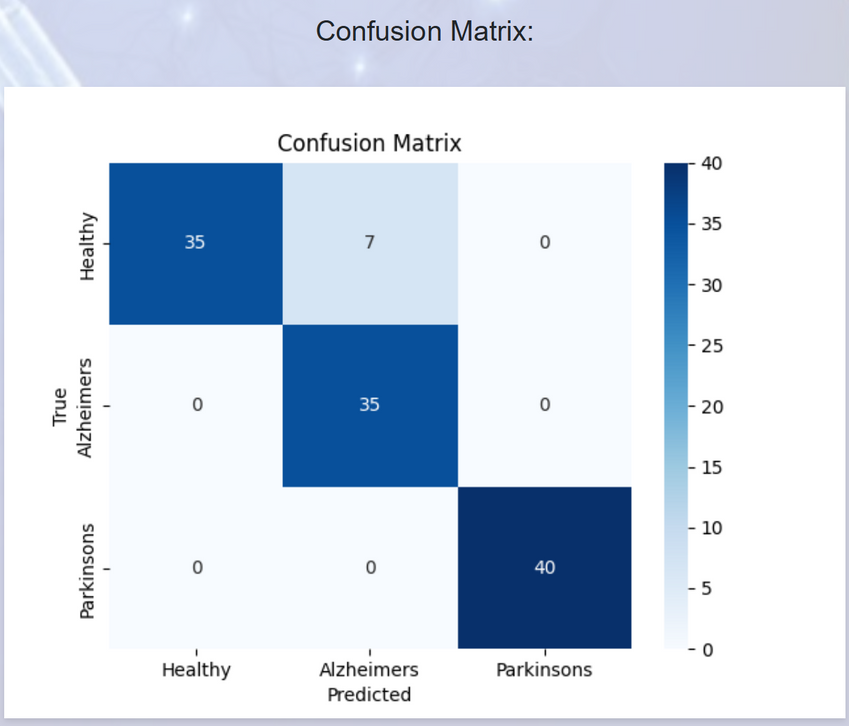 Confusion Matrix:
Confusion Matrix
Healthy
35
7
0
True
Alzheimers
0
35
0
Parkinsons
0
0
40
Healthy
Alzheimers
Parkinsons
Predicted
40
35
30
25
20
15
10
5
0